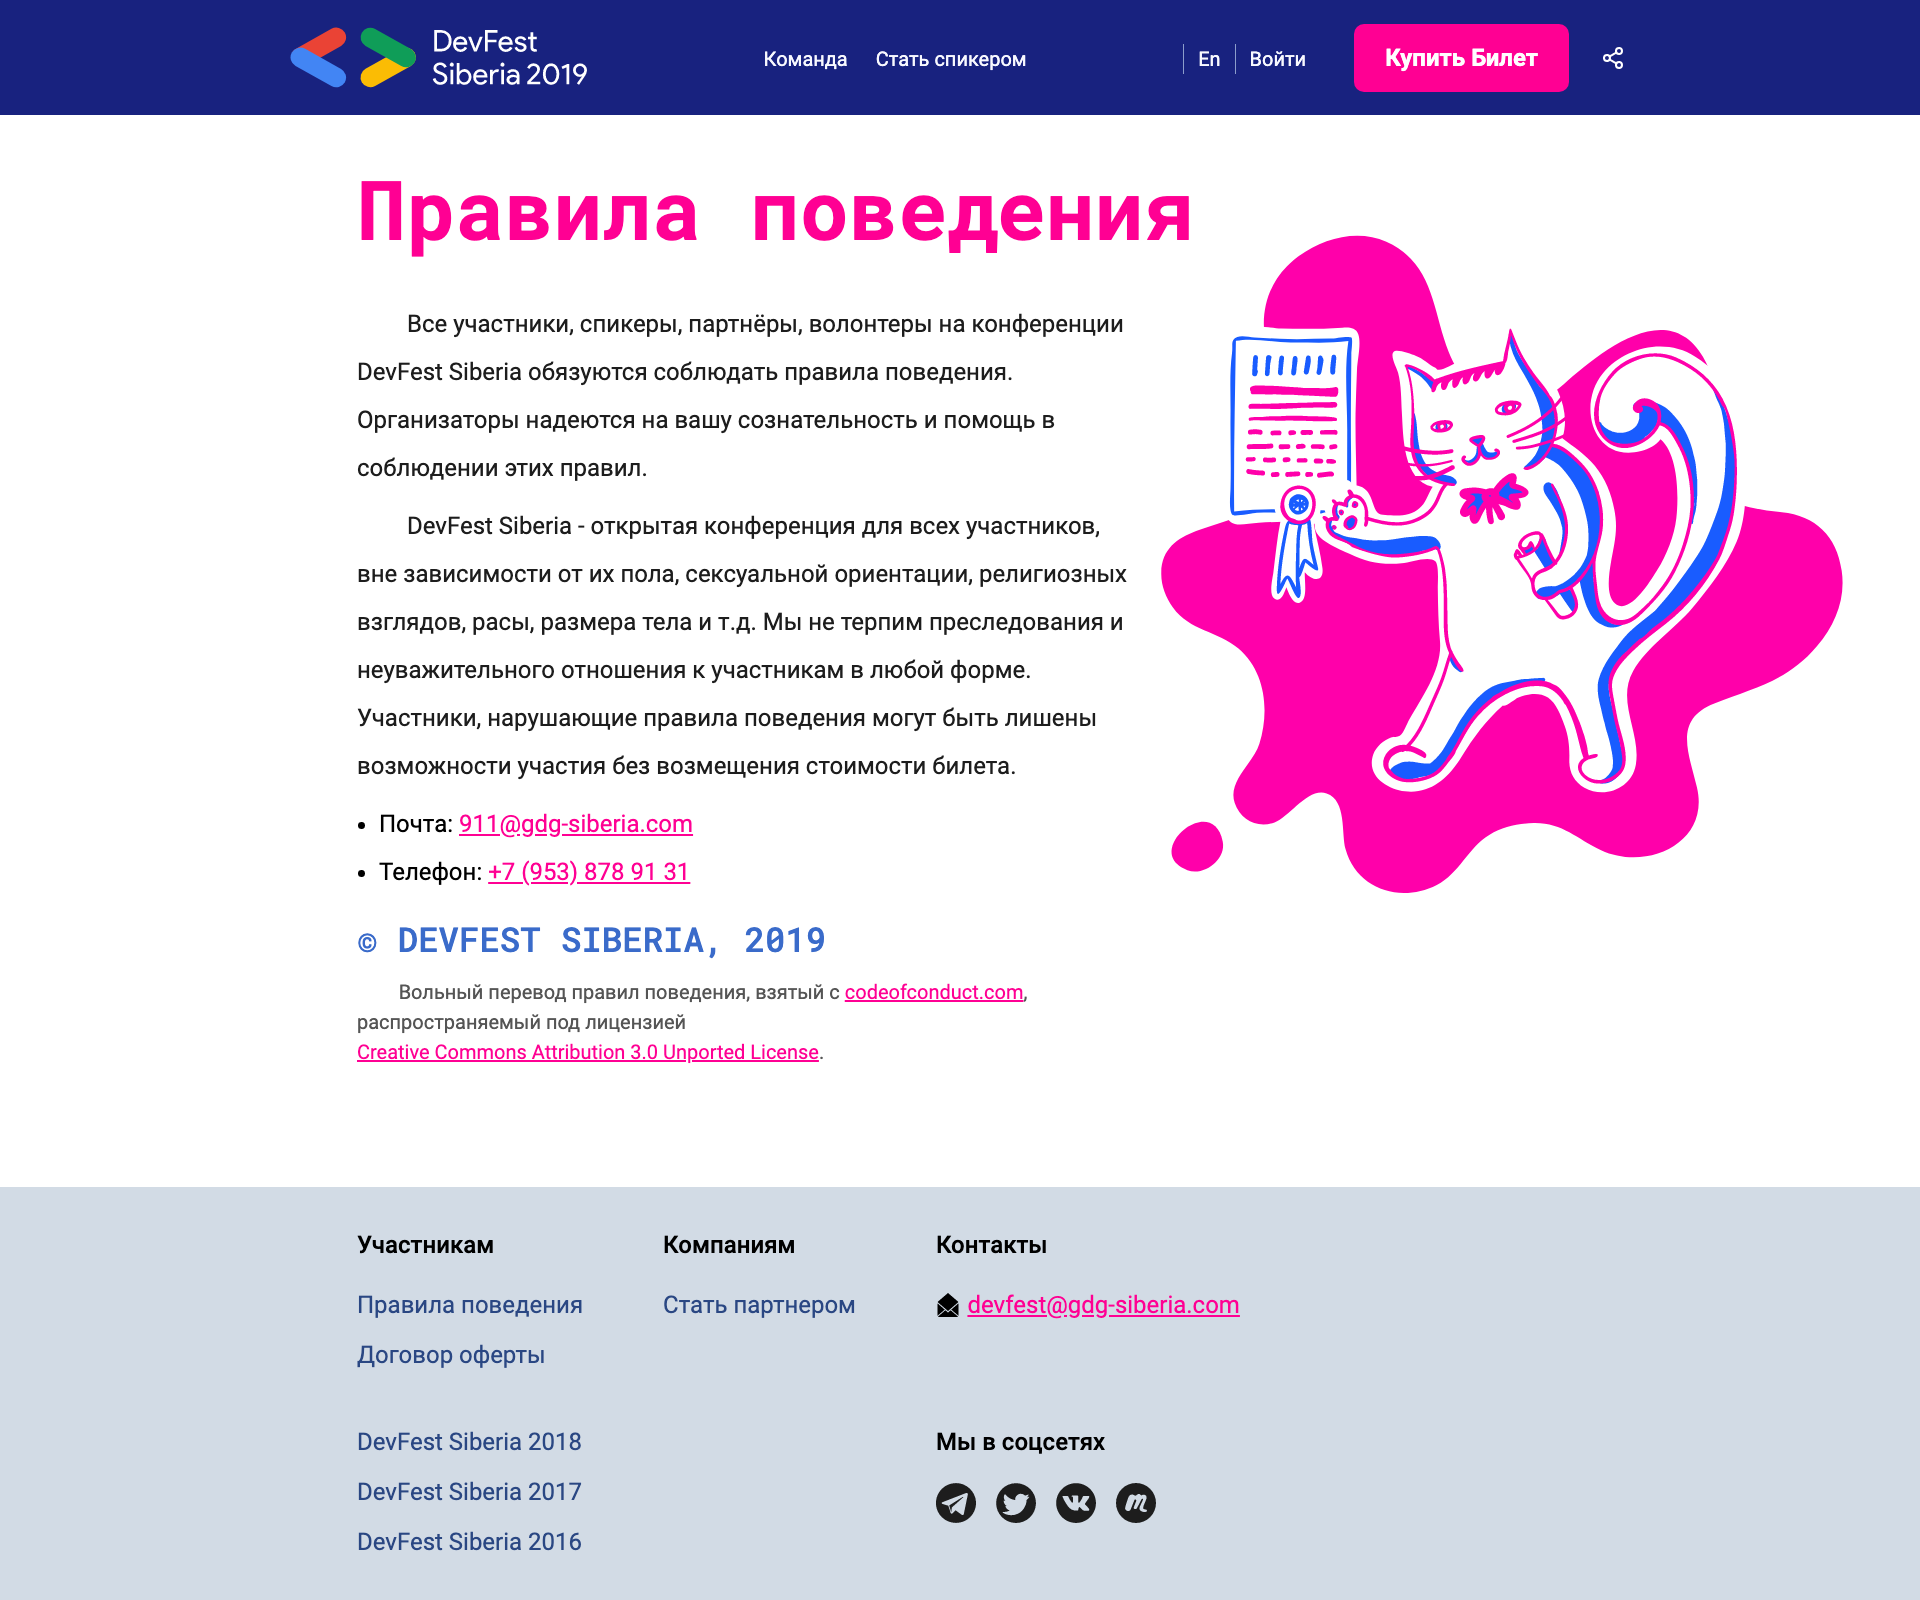 DevFest
Siberia 2019
Команда
Стать спикером
En
Войти
Купить Билет
Правила поведения
Все участники, спикеры, партнёры, волонтеры на конференции
DevFest Siberia обязуются соблюдать правила поведения.
Организаторы надеются на вашу сознательность и помощь в
соблюдении этих правил.
DevFest Siberia - открытая конференция для всех участников,
вне зависимости от их пола, сексуальной ориентации, религиозных
взглядов, расы, размера тела и т.д. Мы не терпим преследования и
неуважительного отношения к участникам в любой форме.
Участники, нарушающие правила поведения могут быть лишены
возможности участия без возмещения стоимости билета.
• Почта: 911@gdg-siberia.com
• Телефон: +7 (953) 878 91 31
© DEVFEST SIBERIA, 2019
Вольный перевод правил поведения, взятый с codeofconduct.com,
распространяемый под лицензией
Creative Commons Attribution 3.0 Unported License.
Участникам
Правила поведения
Договор оферты
DevFest Siberia 2018
DevFest Siberia 2017
DevFest Siberia 2016
Компаниям
Стать партнером
Контакты
devfest@gdg-siberia.com
Мы в соцсетях